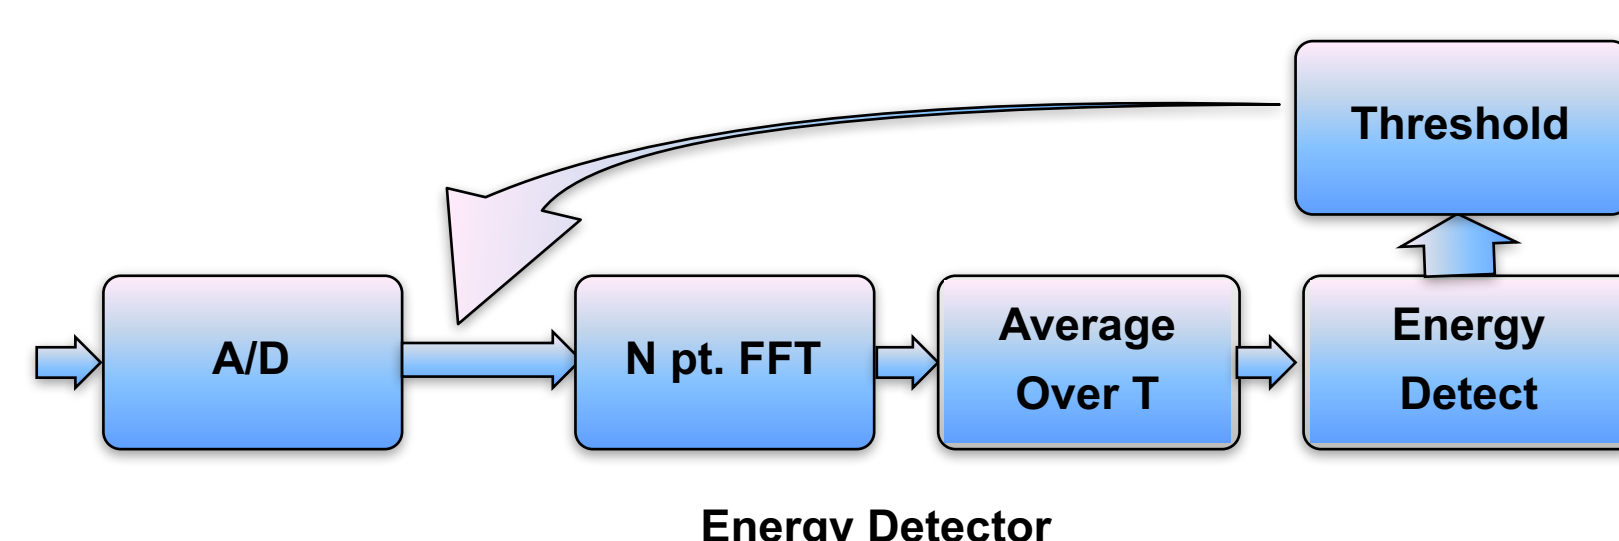 Threshold
A/D
N pt. FFT
Average
Over T
Energy
Detect
Energy Detector